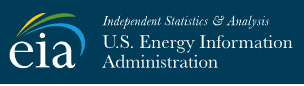 eia
Independent Statistics & Analysis
U.S. Energy Information
Administration